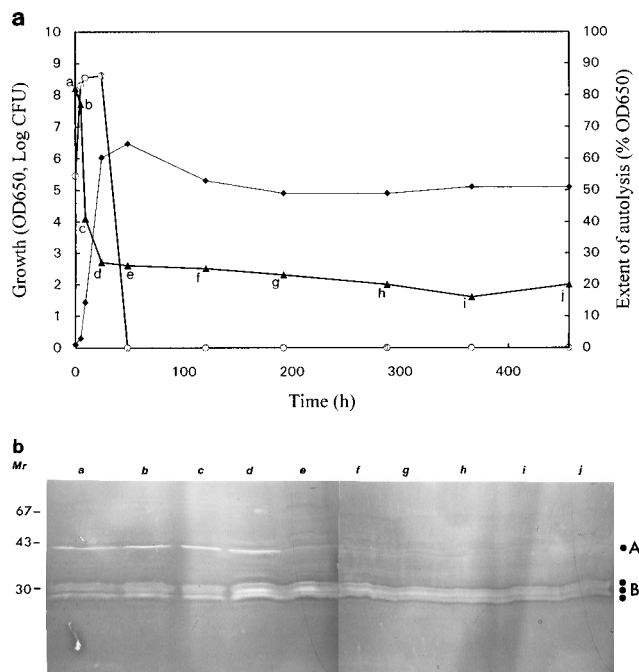 a
Growth (OD650, Log CFU)
Extent of autolysis (% OD650)
10
9
8
7
6
5
4
3
2
1
0
100
90
80
70
60
50
40
30
20
10
0
a
b
c
d
e
f
g
h
i
j
0 100 200 300 400
Time (h)
b
Mr a b c d e f g h i j
67
43
30
A
B